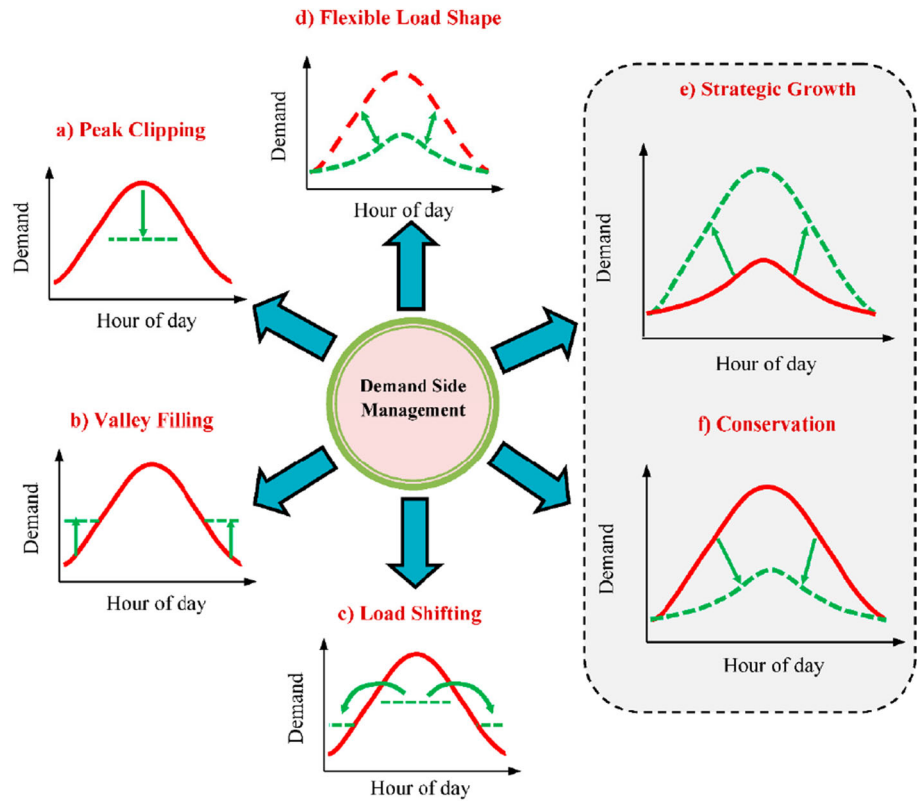 d) Flexible Load Shape
Demand
Hour of day
a) Peak Clipping
Demand
Hour of day
e) Strategic Growth
Demand
Hour of day
Demand Side
Management
b) Valley Filling
Demand
Hour of day
f) Conservation
Demand
Hour of day
c) Load Shifting
Demand
Hour of day